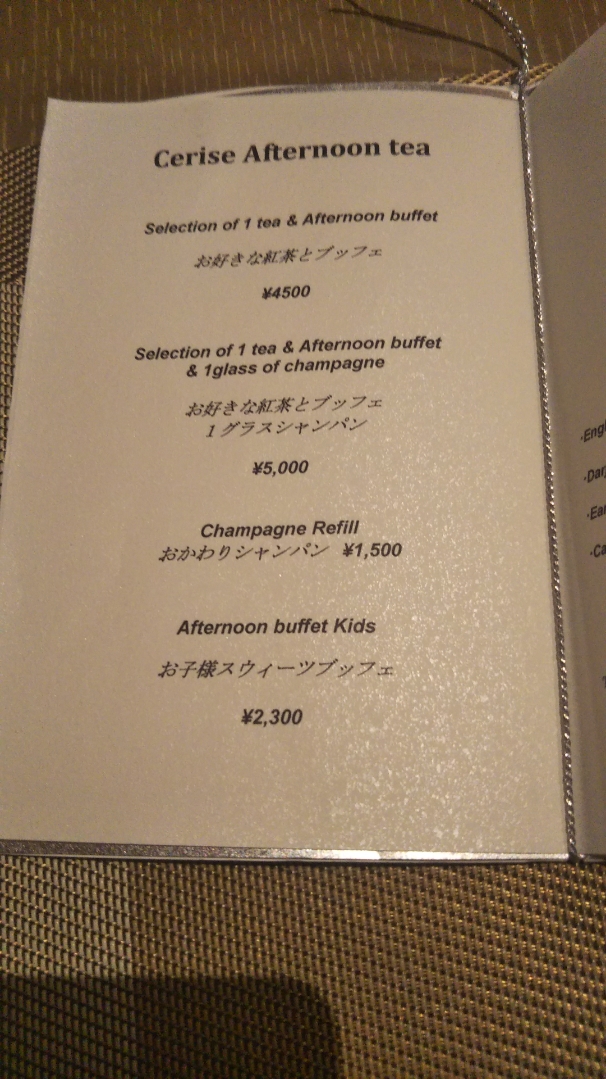 Cerise Afternoon tea
Selection of 1 tea & Afternoon buffet
お好きな紅茶とブッフェ
¥4500
Selection of 1 tea & Afternoon buffet
& 1glass of champagne
お好きな紅茶とブッフェ
１グラスシャンパン
¥5,000
Champagne Refill
おかわりシャンパン ¥1,500
Afternoon buffet Kids
お子様スウィーツブッフェ
¥2,300